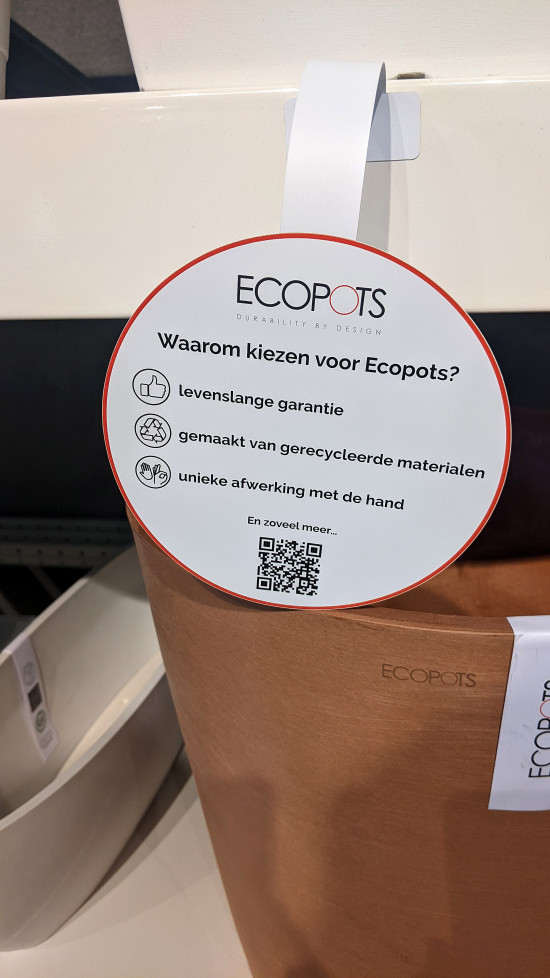 ECOPOTS
DURABILITY BY DESIGN
Waarom kiezen voor Ecopots?
levenslange garantie
gemaakt van gerecycleerde materialen
unieke afwerking met de hand
En zoveel meer...
ECOPOTS
ECOPOTS